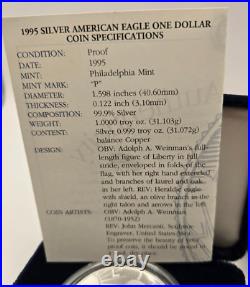 1995 SILVER AMERICAN EAGLE ONE DOLLAR
COIN SPECIFICATIONS
CONDITION: Proof
DATE: 1995
MINT: Philadelphia Mint
MINT MARK: "P"
DIAMETER: 1.598 inches (40.60mm)
THICKNESS: 0.122 inch (3.10mm)
COMPOSITION: 99.9% Silver
WEIGHT: 1.0000 troy oz. (31.103g)
CONTENT: Silver 0.999 troy oz. (31.072g)
balance Copper
DESIGN: OBV: Adolph A. Weinman's full-
length figure of Liberty in full
stride, enveloped in folds of the
flag, with her right hand extended
and branches of laurel and oak
in her left. REV: Heraldic eagle
with shield, an olive branch in
the right talon and arrows in the left.
COIN ARTISTS: OBV: Adolph A. Weinman
(1870-1952)
REV: John Mercanti, Sculptor-
Engraver, United States Mint
To preserve the beauty of your
proof coin, it should